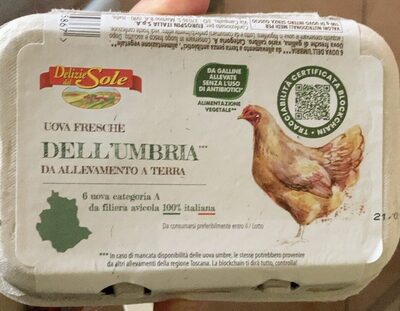 Delizie
del Sole
UOVA FRESCHE
DELL'UMBRIA***
DA ALLEVAMENTO A TERRA
6 uova categoria A
da filiera avicola 100% italiana
DA GALLINE
ALLEVATE
SENZA L'USO
DI ANTIBIOTICI*
ALIMENTAZIONE
VEGETALE**
TRACCIABILITÀ CERTIFICATA BLOCKCHAIN •
Da consumarsi preferibilmente entro il / Lotto
21.0
*** In caso di mancata disponibilità delle uova umbre, le stesse potrebbero provenire
da altri allevamenti della regione Toscana. La blockchain ti dirà tutto, controlla!